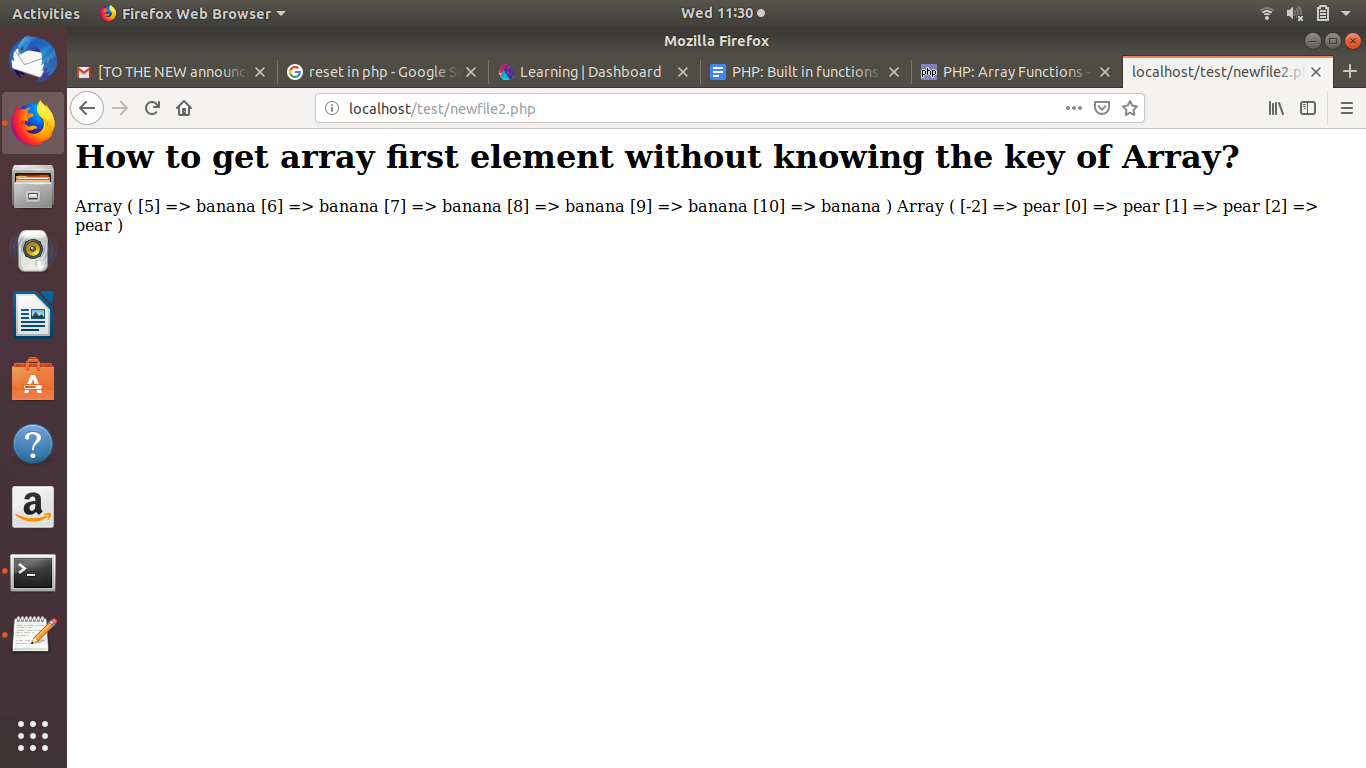 Activities Firefox Web Browser Wed 11:30
Mozilla Firefox
[TO THE NEW announc reset in php - Google S Learning | Dashboard PHP: Built in functions PHP: Array Functions - localhost/test/newfile2.p
localhost/test/newfile2.php
How to get array first element without knowing the key of Array?
Array ( [5] => banana [6] => banana [7] => banana [8] => banana [9] => banana [10] => banana ) Array ( [-2] => pear [0] => pear [1] => pear [2] =>
pear )